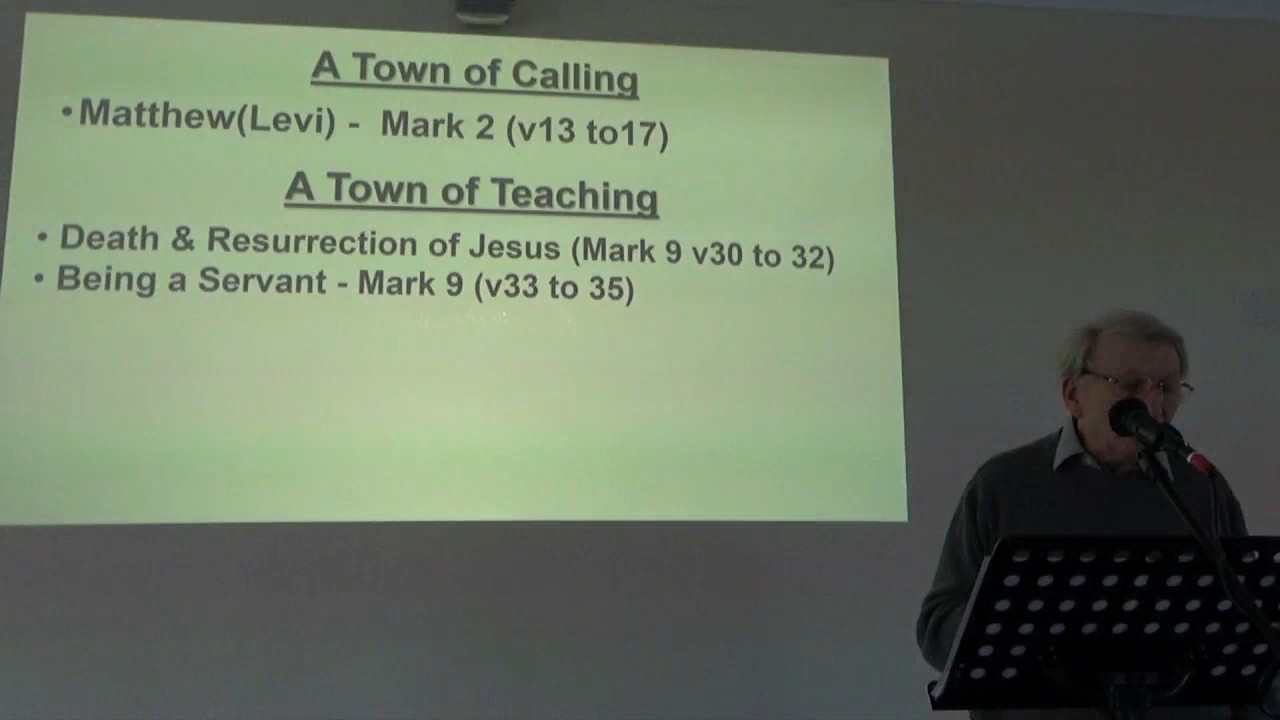 A Town of Calling
•Matthew(Levi) - Mark 2 (v13 to17)
A Town of Teaching
• Death & Resurrection of Jesus (Mark 9 v30 to 32)
• Being a Servant - Mark 9 (v33 to 35)